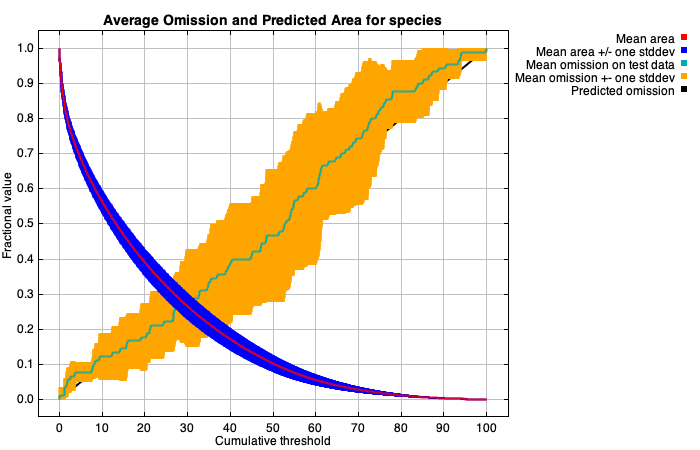 Average Omission and Predicted Area for species
Mean area
Mean area +/- one stddev
Mean omission on test data
Mean omission +- one stddev
Predicted omission
Fractional value
1.0
0.9
0.8
0.7
0.6
0.5
0.4
0.3
0.2
0.1
0.0
0 10 20 30 40 50 60 70 80 90 100
Cumulative threshold